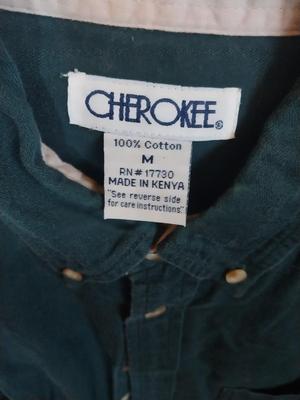 CHEROKEE®
100% Cotton
M
RN# 17730
MADE IN KENYA
"See reverse side
for care instructions"